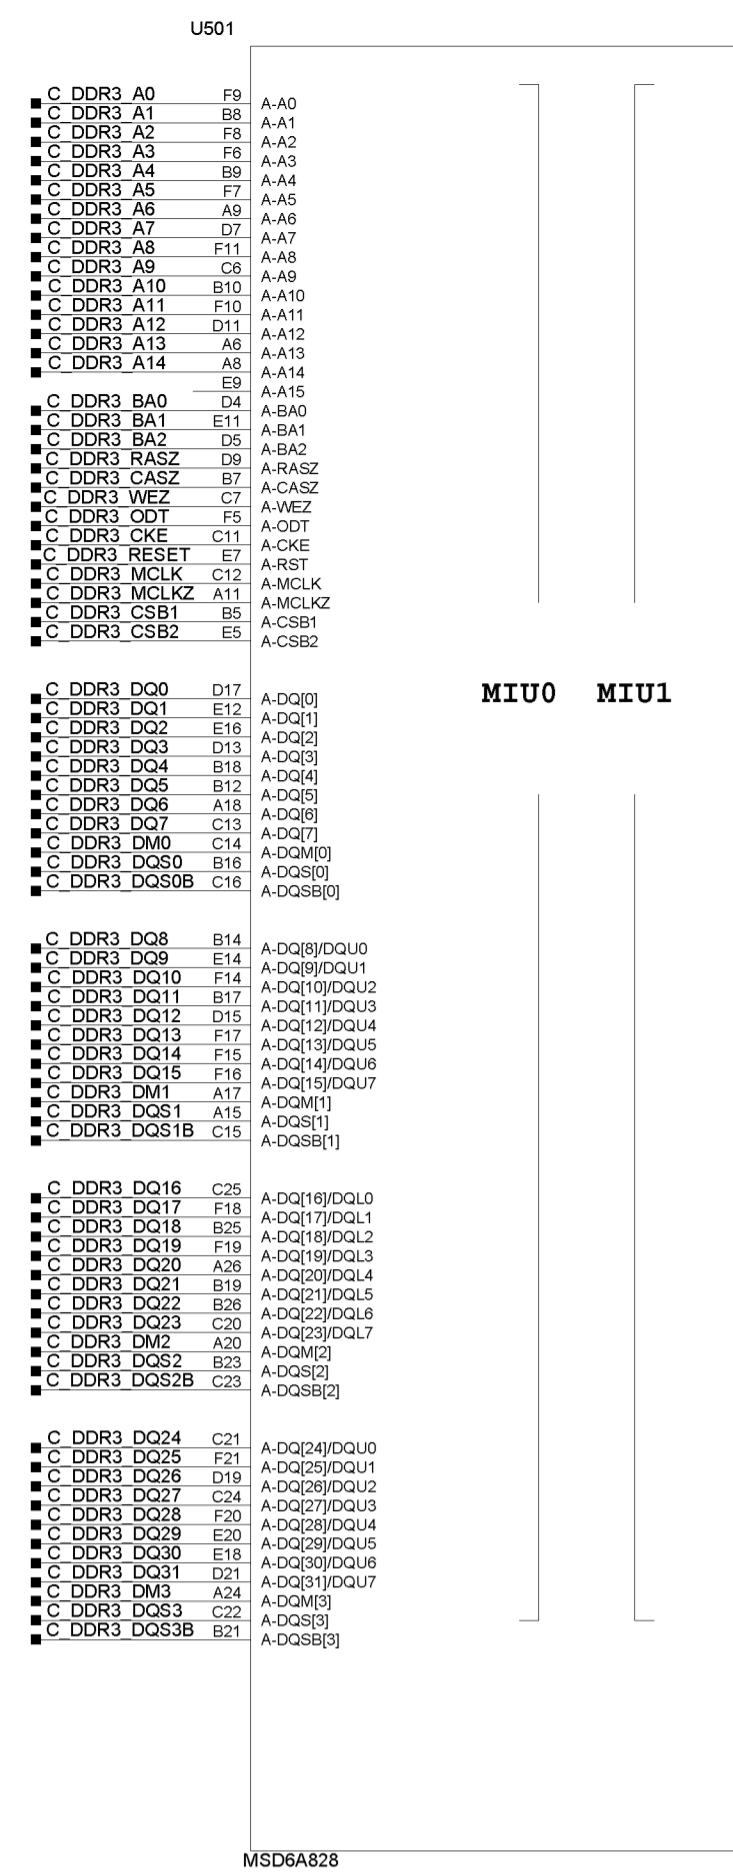 U501
C_DDR3_A0 F9 A-A0
C_DDR3_A1 B8 A-A1
C_DDR3_A2 F8 A-A2
C_DDR3_A3 F6 A-A3
C_DDR3_A4 B9 A-A4
C_DDR3_A5 F7 A-A5
C_DDR3_A6 A9 A-A6
C_DDR3_A7 D7 A-A7
C_DDR3_A8 F11 A-A8
C_DDR3_A9 C6 A-A9
C_DDR3_A10 B10 A-A10
C_DDR3_A11 F10 A-A11
C_DDR3_A12 D11 A-A12
C_DDR3_A13 A6 A-A13
C_DDR3_A14 A8 A-A14
E9 A-A15
C_DDR3_BA0 D4 A-BA0
C_DDR3_BA1 E11 A-BA1
C_DDR3_BA2 D5 A-BA2
C_DDR3_RASZ D9 A-RASZ
C_DDR3_CASZ B7 A-CASZ
C_DDR3_WEZ C7 A-WEZ
C_DDR3_ODT F5 A-ODT
C_DDR3_CKE C11 A-CKE
C_DDR3_RESET E7 A-RST
C_DDR3_MCLK C12 A-MCLK
C_DDR3_MCLKZ A11 A-MCLKZ
C_DDR3_CSB1 B5 A-CSB1
C_DDR3_CSB2 E5 A-CSB2
MIU0 MIU1
C_DDR3_DQ0 D17 A-DQ[0]
C_DDR3_DQ1 E12 A-DQ[1]
C_DDR3_DQ2 E16 A-DQ[2]
C_DDR3_DQ3 D13 A-DQ[3]
C_DDR3_DQ4 B18 A-DQ[4]
C_DDR3_DQ5 B12 A-DQ[5]
C_DDR3_DQ6 A18 A-DQ[6]
C_DDR3_DQ7 C13 A-DQ[7]
C_DDR3_DM0 C14 A-DQM[0]
C_DDR3_DQS0 B16 A-DQS[0]
C_DDR3_DQS0B C16 A-DQSB[0]
C_DDR3_DQ8 B14 A-DQ[8]/DQU0
C_DDR3_DQ9 E14 A-DQ[9]/DQU1
C_DDR3_DQ10 F14 A-DQ[10]/DQU2
C_DDR3_DQ11 B17 A-DQ[11]/DQU3
C_DDR3_DQ12 D15 A-DQ[12]/DQU4
C_DDR3_DQ13 F17 A-DQ[13]/DQU5
C_DDR3_DQ14 F15 A-DQ[14]/DQU6
C_DDR3_DQ15 F16 A-DQ[15]/DQU7
C_DDR3_DM1 A17 A-DQM[1]
C_DDR3_DQS1 A15 A-DQS[1]
C_DDR3_DQS1B C15 A-DQSB[1]
C_DDR3_DQ16 C25 A-DQ[16]/DQL0
C_DDR3_DQ17 F18 A-DQ[17]/DQL1
C_DDR3_DQ18 B25 A-DQ[18]/DQL2
C_DDR3_DQ19 F19 A-DQ[19]/DQL3
C_DDR3_DQ20 A26 A-DQ[20]/DQL4
C_DDR3_DQ21 B19 A-DQ[21]/DQL5
C_DDR3_DQ22 B26 A-DQ[22]/DQL6
C_DDR3_DQ23 C20 A-DQ[23]/DQL7
C_DDR3_DM2 A20 A-DQM[2]
C_DDR3_DQS2 B23 A-DQS[2]
C_DDR3_DQS2B C23 A-DQSB[2]
C_DDR3_DQ24 C21 A-DQ[24]/DQU0
C_DDR3_DQ25 F21 A-DQ[25]/DQU1
C_DDR3_DQ26 D19 A-DQ[26]/DQU2
C_DDR3_DQ27 C24 A-DQ[27]/DQU3
C_DDR3_DQ28 F20 A-DQ[28]/DQU4
C_DDR3_DQ29 E20 A-DQ[29]/DQU5
C_DDR3_DQ30 E18 A-DQ[30]/DQU6
C_DDR3_DQ31 D21 A-DQ[31]/DQU7
C_DDR3_DM3 A24 A-DQM[3]
C_DDR3_DQS3 C22 A-DQS[3]
C_DDR3_DQS3B B21 A-DQSB[3]
MSD6A828